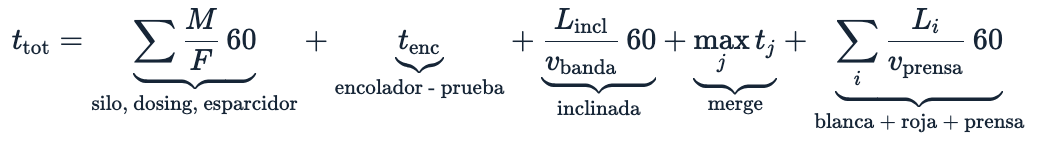 t_tot = ∑ M/F 60 + t_enc + L_incl/v_banda 60 + max_j t_j + ∑_i L_i/v_prensa 60
silo, dosing, esparcidor
encolador - prueba
inclinada
merge
blanca + roja + prensa